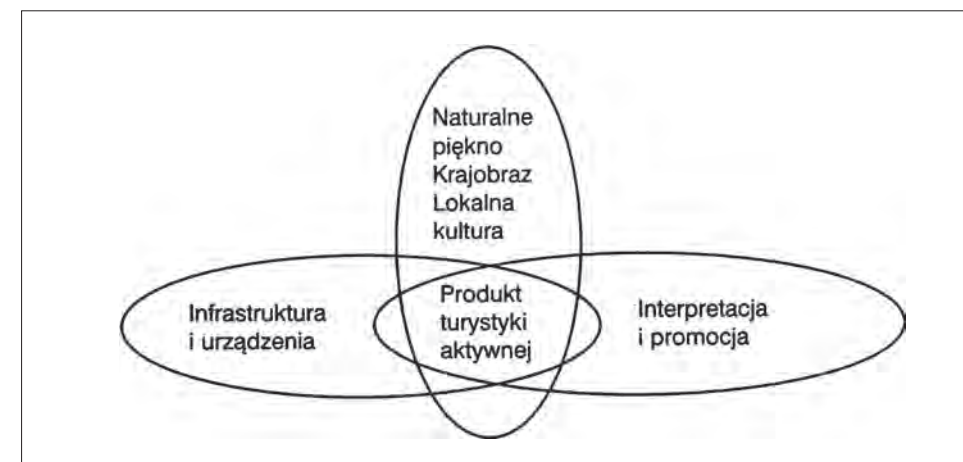 Naturalne
piękno
Krajobraz
Lokalna
kultura
Infrastruktura
i urządzenia
Produkt
turystyki
aktywnej
Interpretacja
i promocja